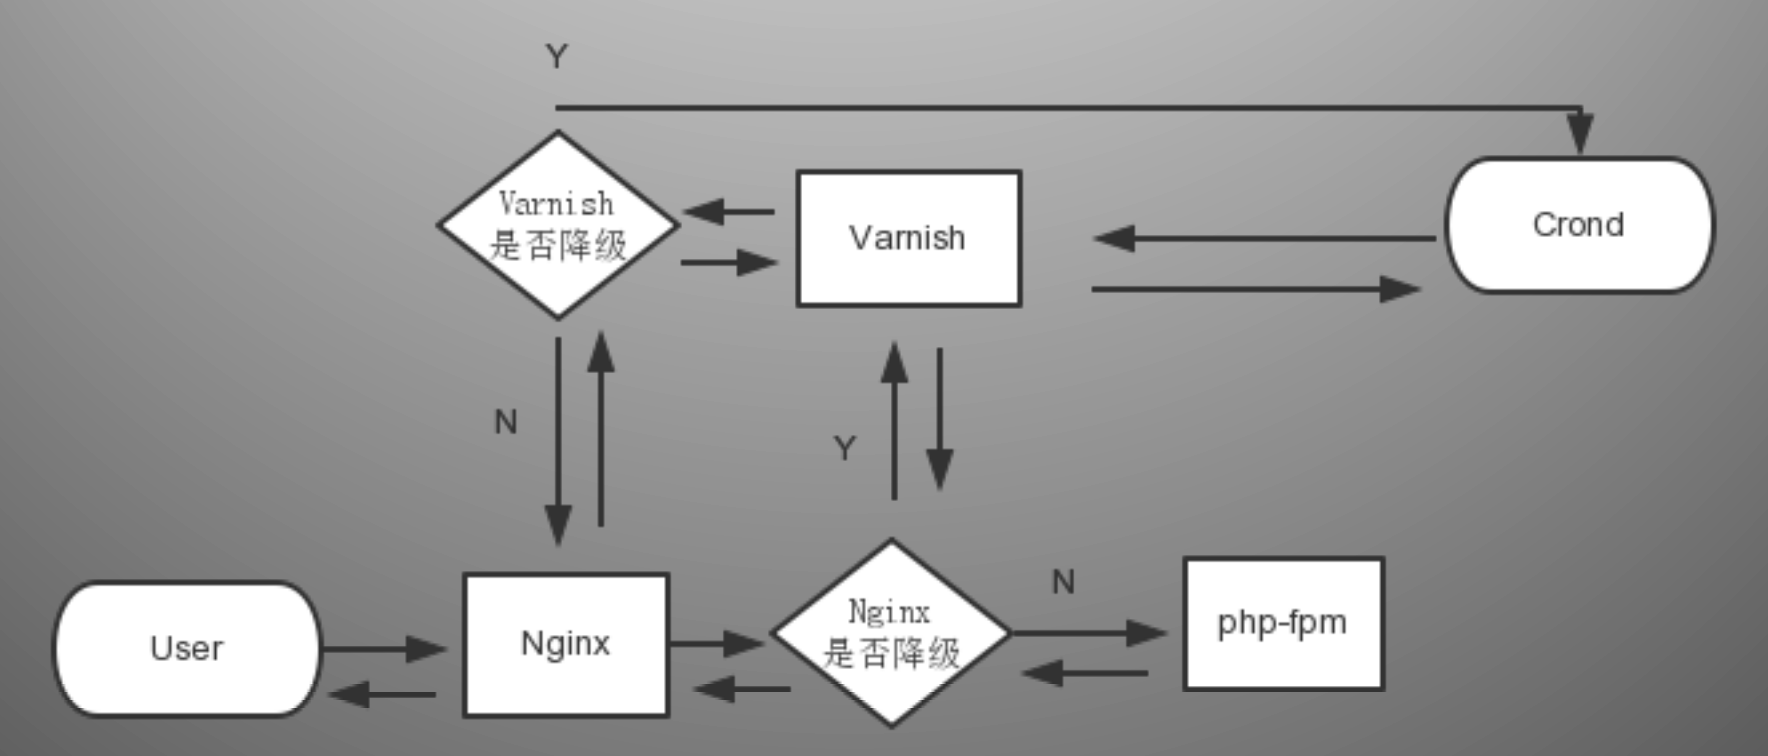 Y
Varnish
是否降级
Varnish
Crond
N
Y
User
Nginx
Nginx
是否降级
N
php-fpm